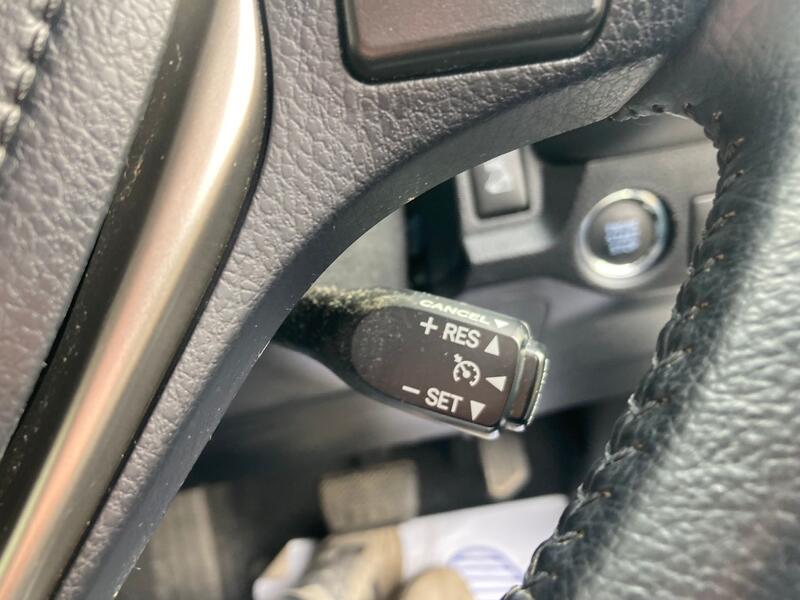 CANCEL▼
+ RES ▲
− SET ▼